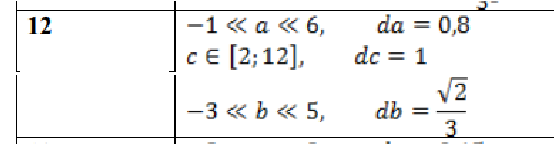 12
−1 ≪ a ≪ 6, da = 0,8
c ∈ [2; 12], dc = 1
−3 ≪ b ≪ 5, db = √2/3